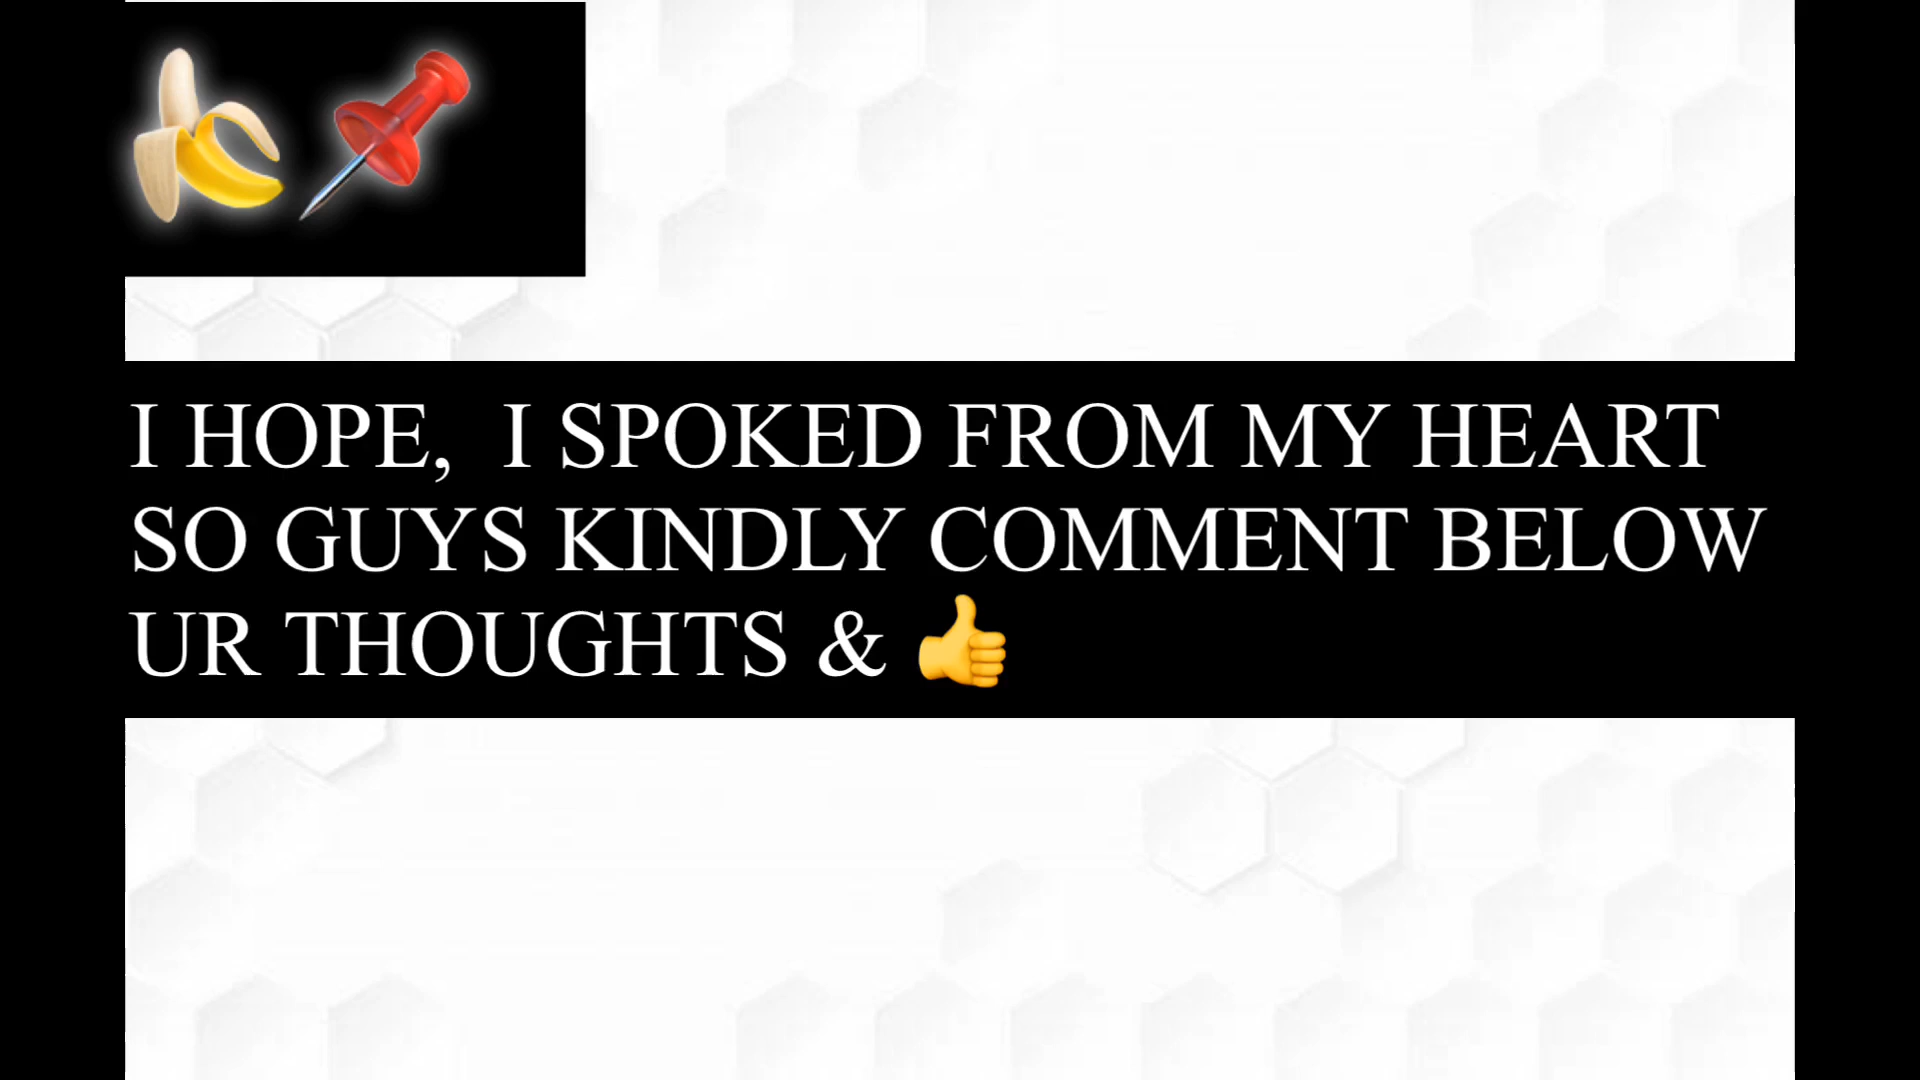 I HOPE,  I SPOKED FROM MY HEART
SO GUYS KINDLY COMMENT BELOW
UR THOUGHTS & 👍